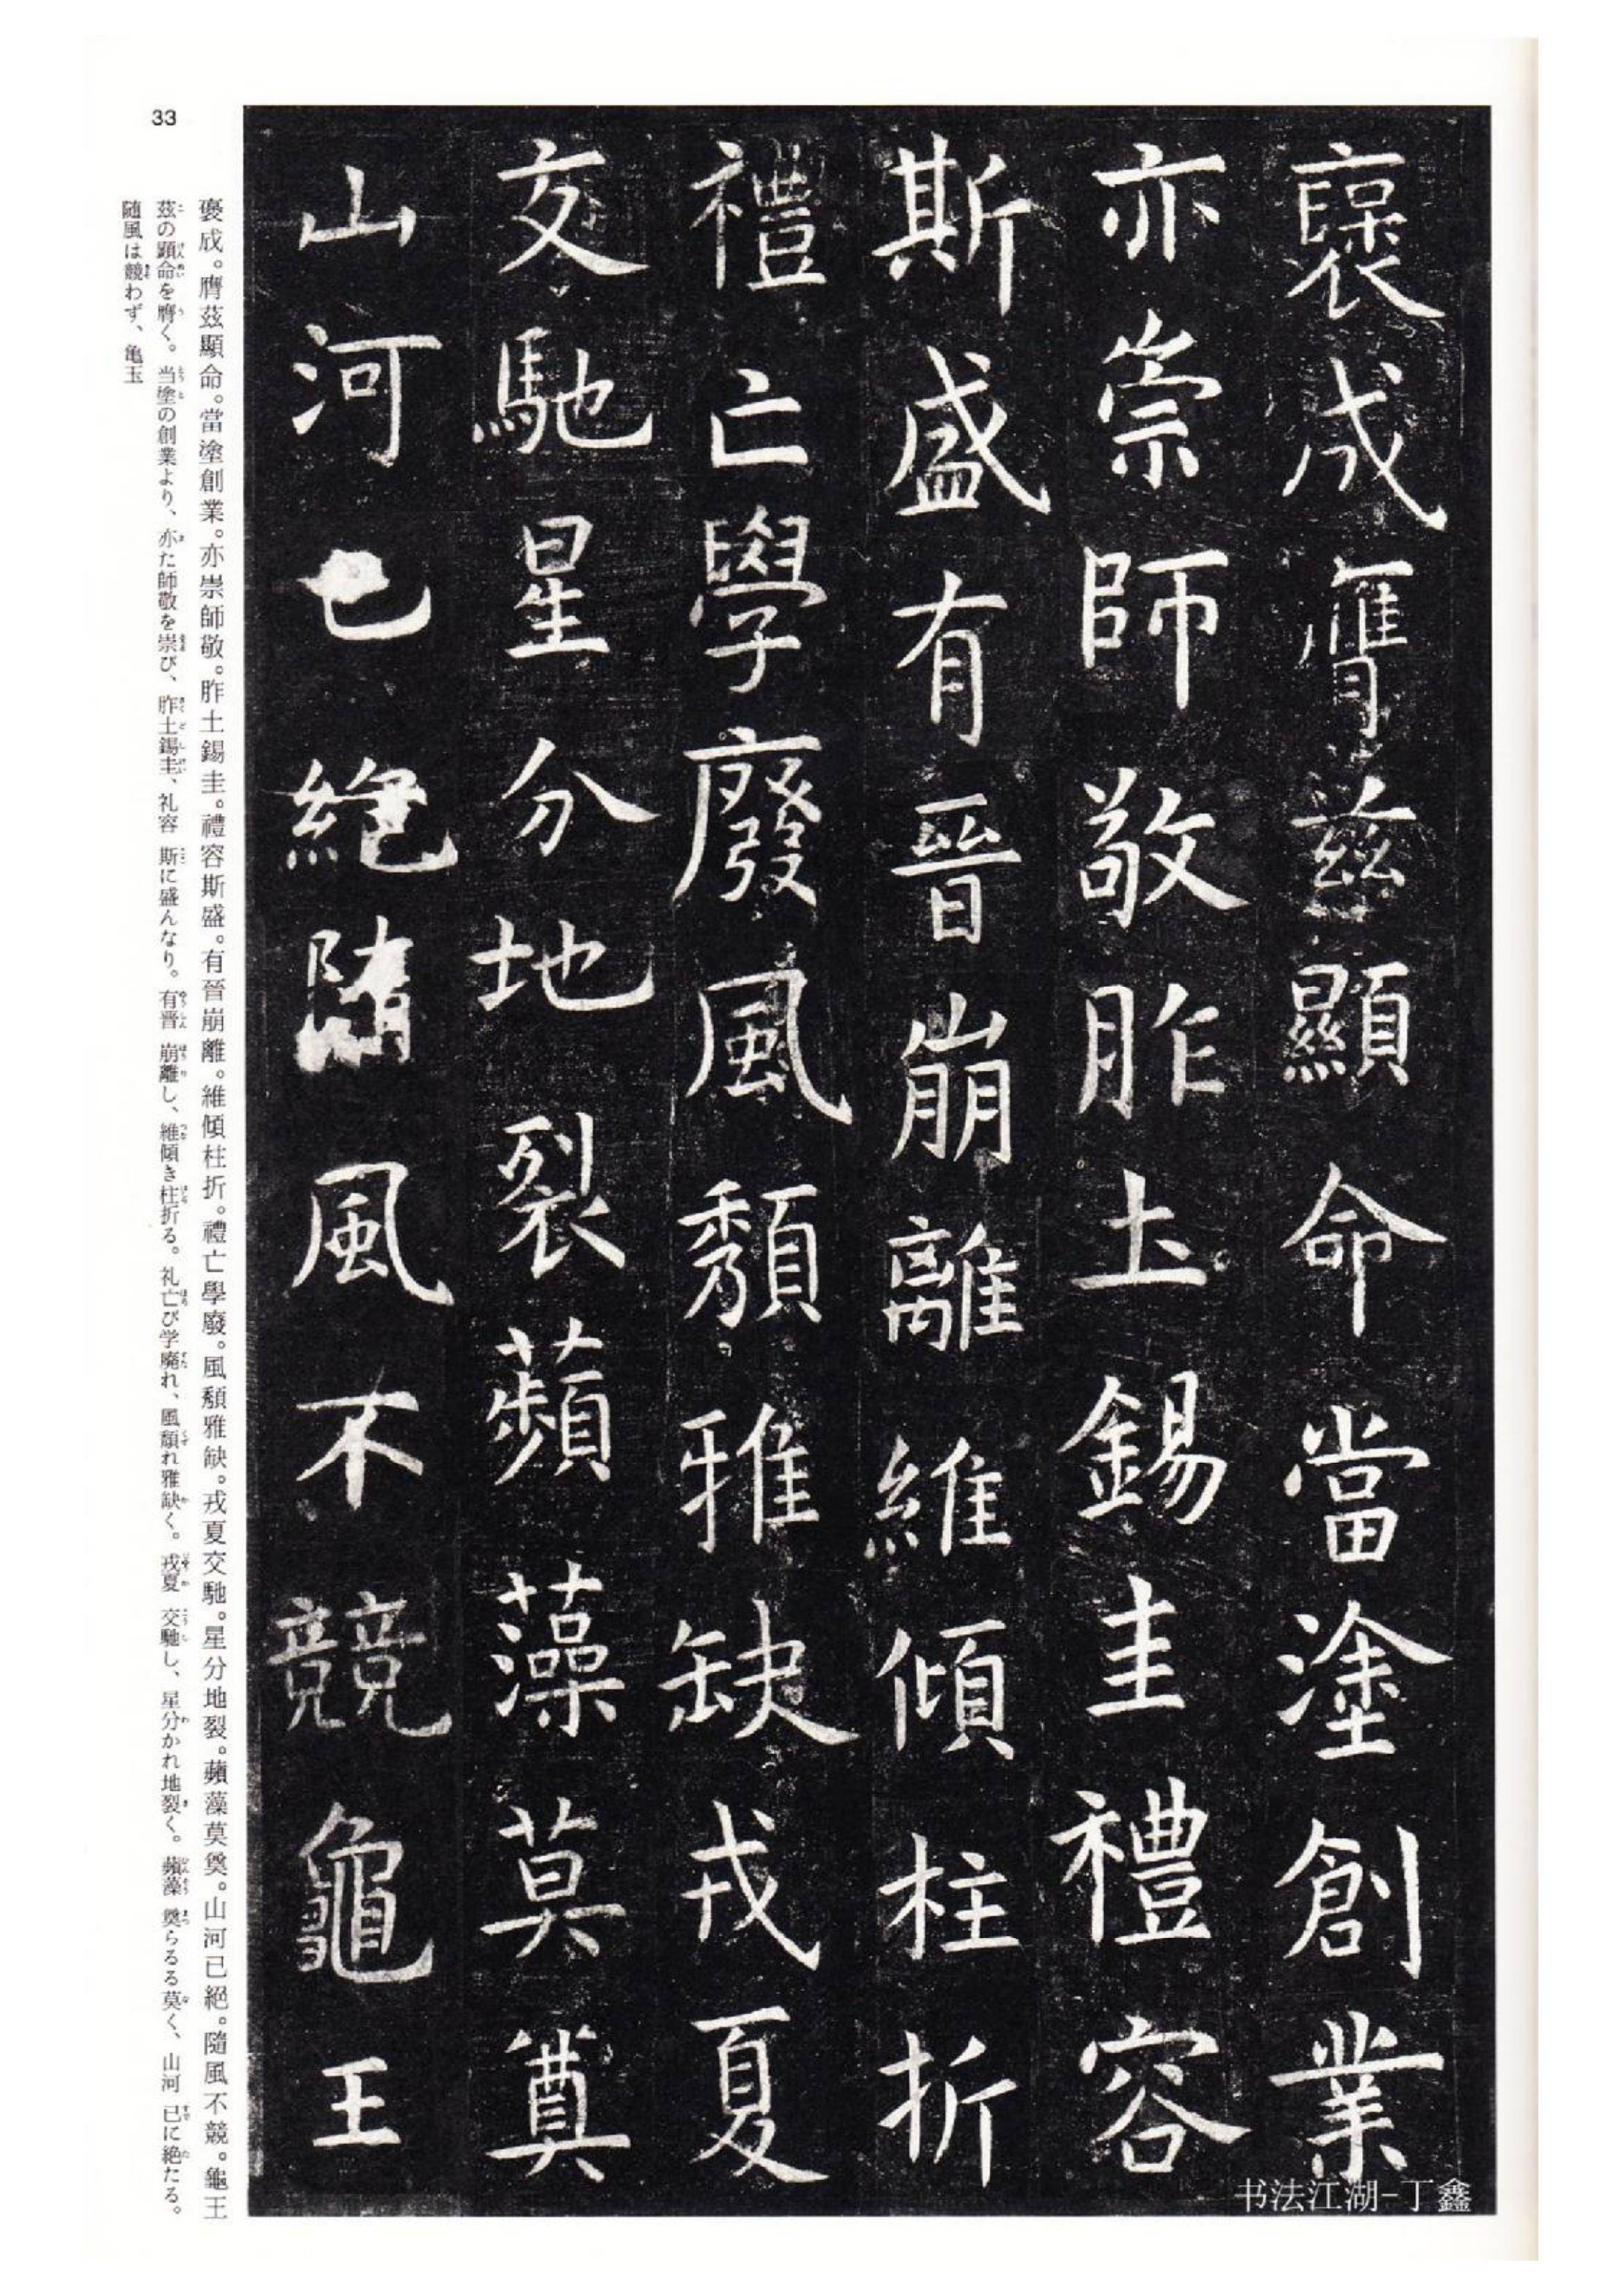 襃成膺茲顯命當塗創業
亦崇師敬胙土錫圭禮容
斯盛有晉崩離維傾柱折
禮亡學廢風頹雅缺戎夏
交馳星分地裂蘋藻莫奠
山河已絕隨風不競龜玉
褒成。膺茲顯命。當塗創業。亦崇師敬。胙土錫圭。禮容斯盛。有晉崩離。維傾柱折。禮亡學廢。風頹雅缺。戎夏交馳。星分地裂。蘋藻莫奠。山河已絕。隨風不競。龜王
茲の顕命を膺く。当塗の創業より、亦た師敬を崇び、胙土錫圭、礼容 斯に盛んなり。有晋 崩離し、維傾き柱折る。礼亡び学廃れ、風頹れ雅缺く。戎夏 交馳し、星分かれ地裂く。蘋藻 奠らるる莫く、山河 已に絶たる。
随風は競わず、亀玉
33
书法江湖-丁鑫